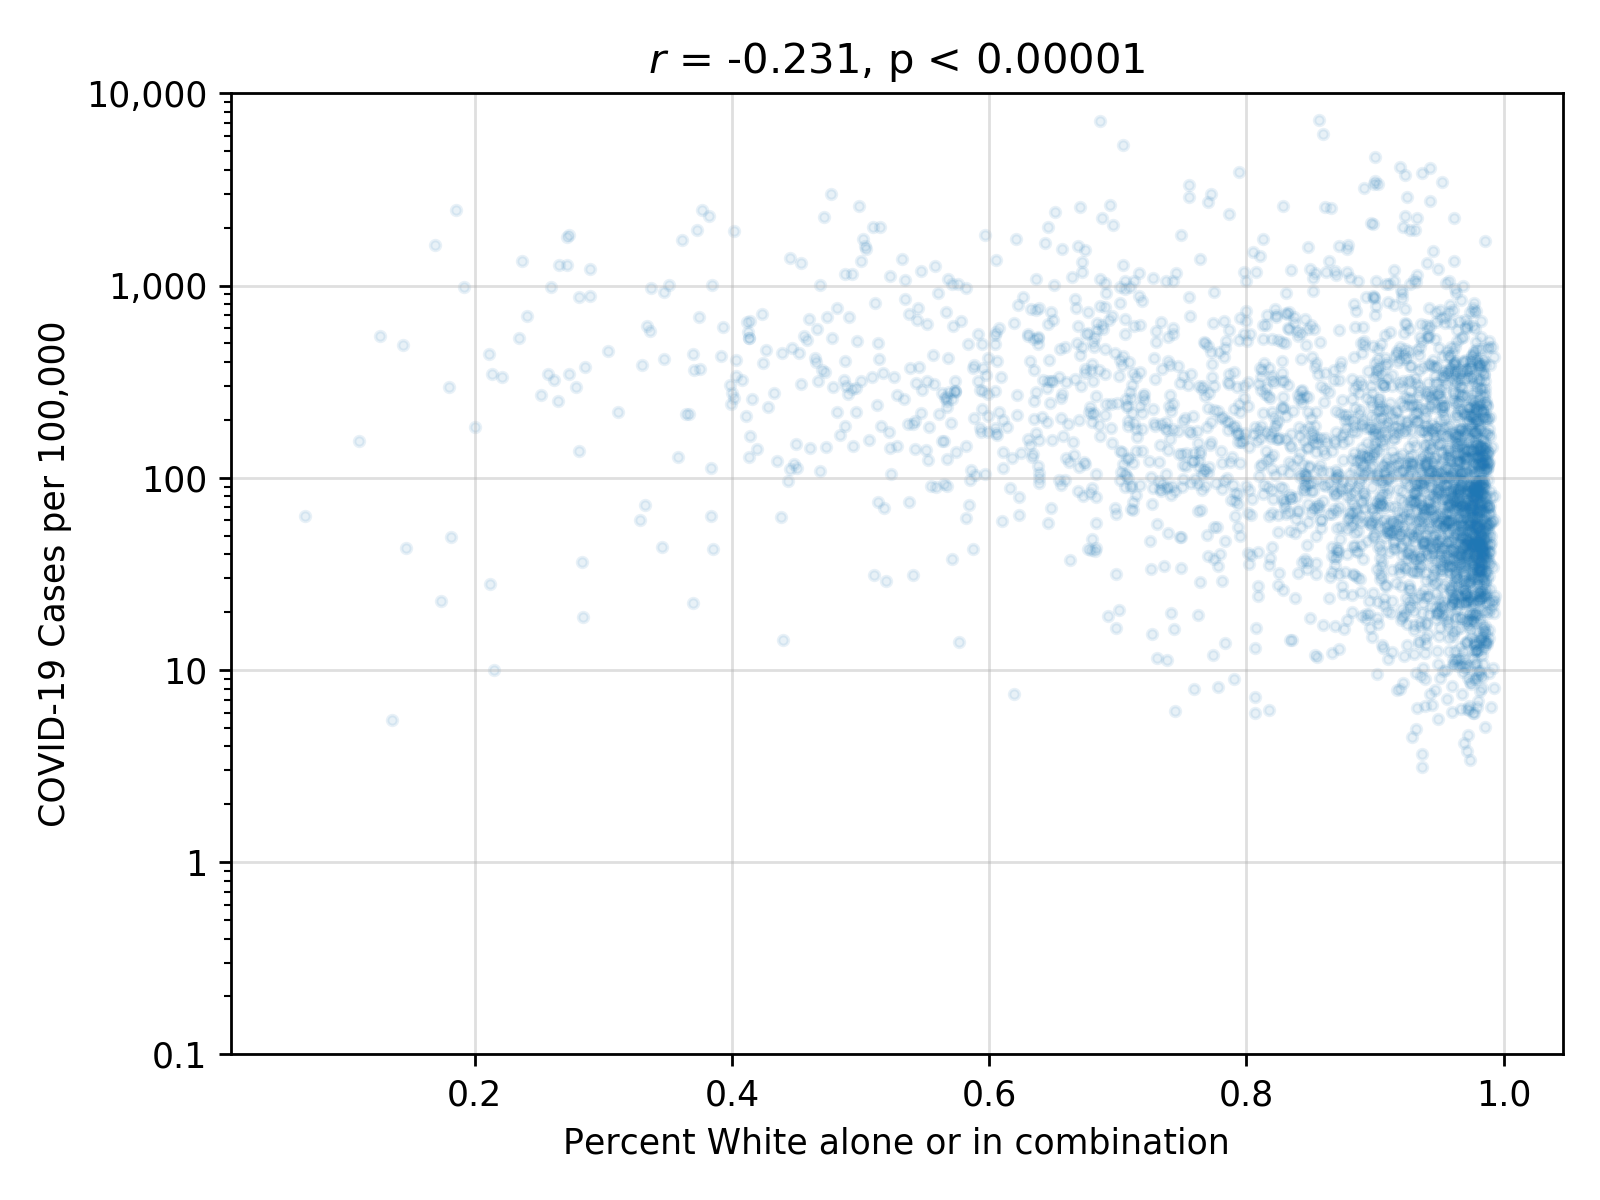 r = -0.231, p < 0.00001
10,000
1,000
100
10
1
0.1
COVID-19 Cases per 100,000
0.2 0.4 0.6 0.8 1.0
Percent White alone or in combination